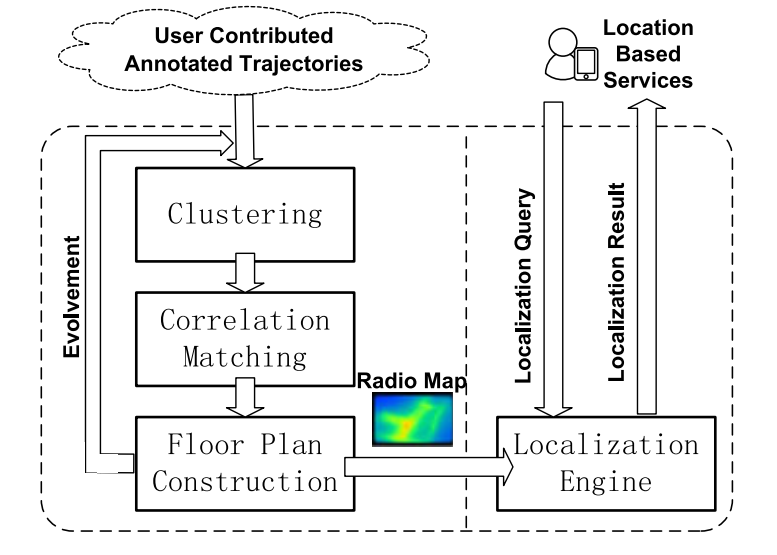 User Contributed
Annotated Trajectories
Location
Based
Services
Clustering
Correlation
Matching
Floor Plan
Construction
Evolvement
Radio Map
Localization Query
Localization Result
Localization
Engine